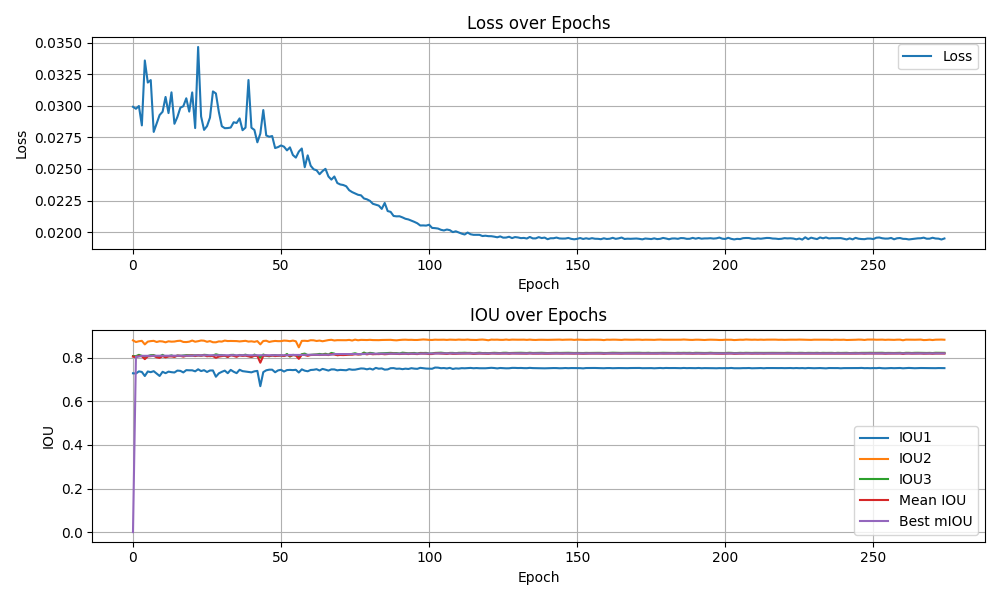 Loss over Epochs
0.0350
0.0325
0.0300
0.0275
0.0250
0.0225
0.0200
Loss
Loss
0 50 100 150 200 250
Epoch
IOU over Epochs
0.8
0.6
0.4
0.2
0.0
IOU
IOU1
IOU2
IOU3
Mean IOU
Best mIOU
0 50 100 150 200 250
Epoch